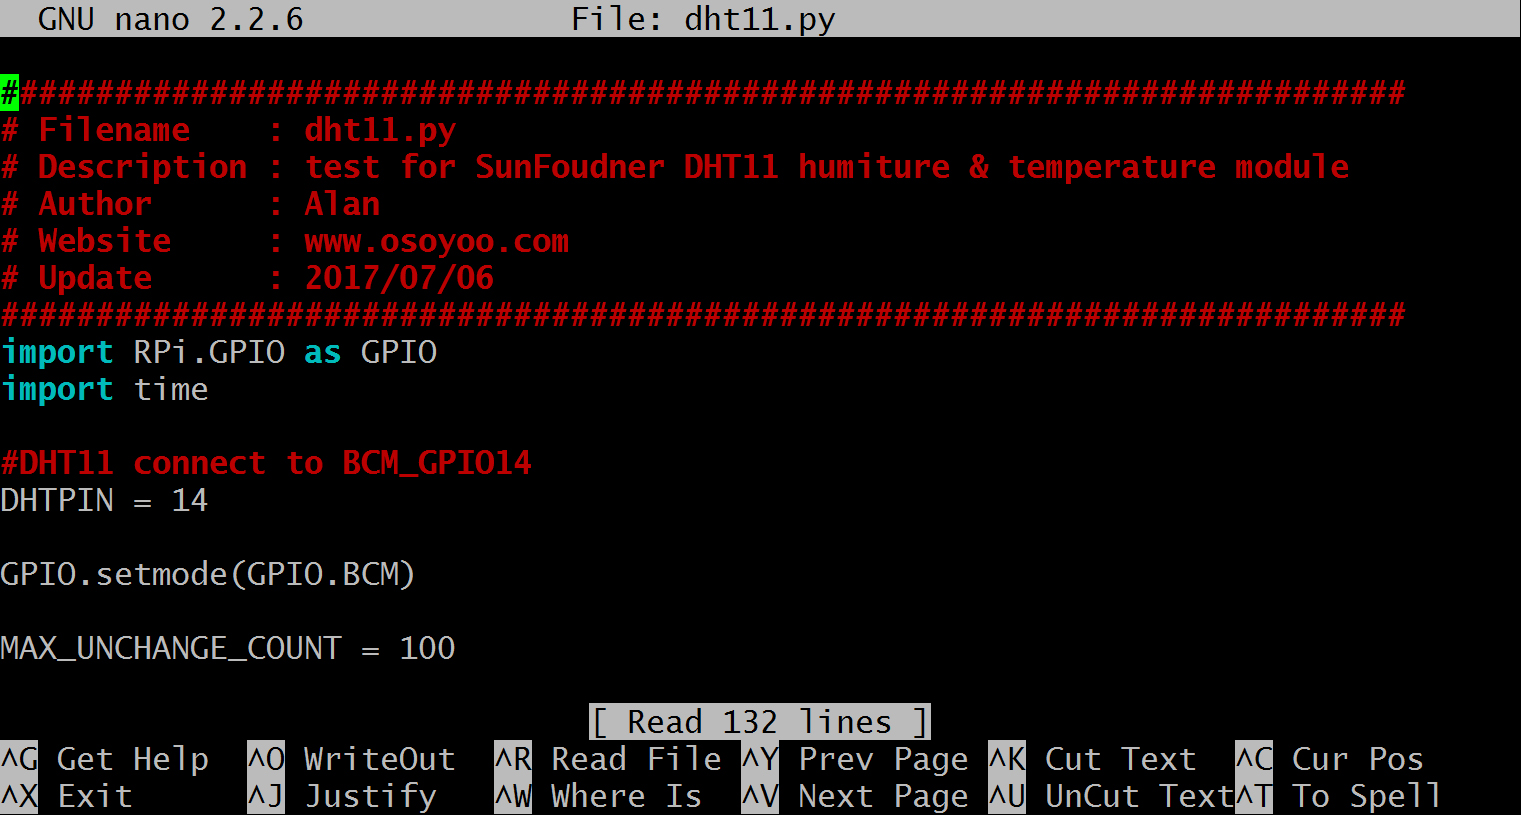 GNU nano 2.2.6 File: dht11.py
##########################################################################
# Filename    : dht11.py
# Description : test for SunFoudner DHT11 humiture & temperature module
# Author      : Alan
# Website     : www.osoyoo.com
# Update      : 2017/07/06
##########################################################################
import RPi.GPIO as GPIO
import time
#DHT11 connect to BCM_GPIO14
DHTPIN = 14
GPIO.setmode(GPIO.BCM)
MAX_UNCHANGE_COUNT = 100
[ Read 132 lines ]
^G Get Help ^O WriteOut ^R Read File ^Y Prev Page ^K Cut Text ^C Cur Pos
^X Exit ^J Justify ^W Where Is ^V Next Page ^U UnCut Text^T To Spell